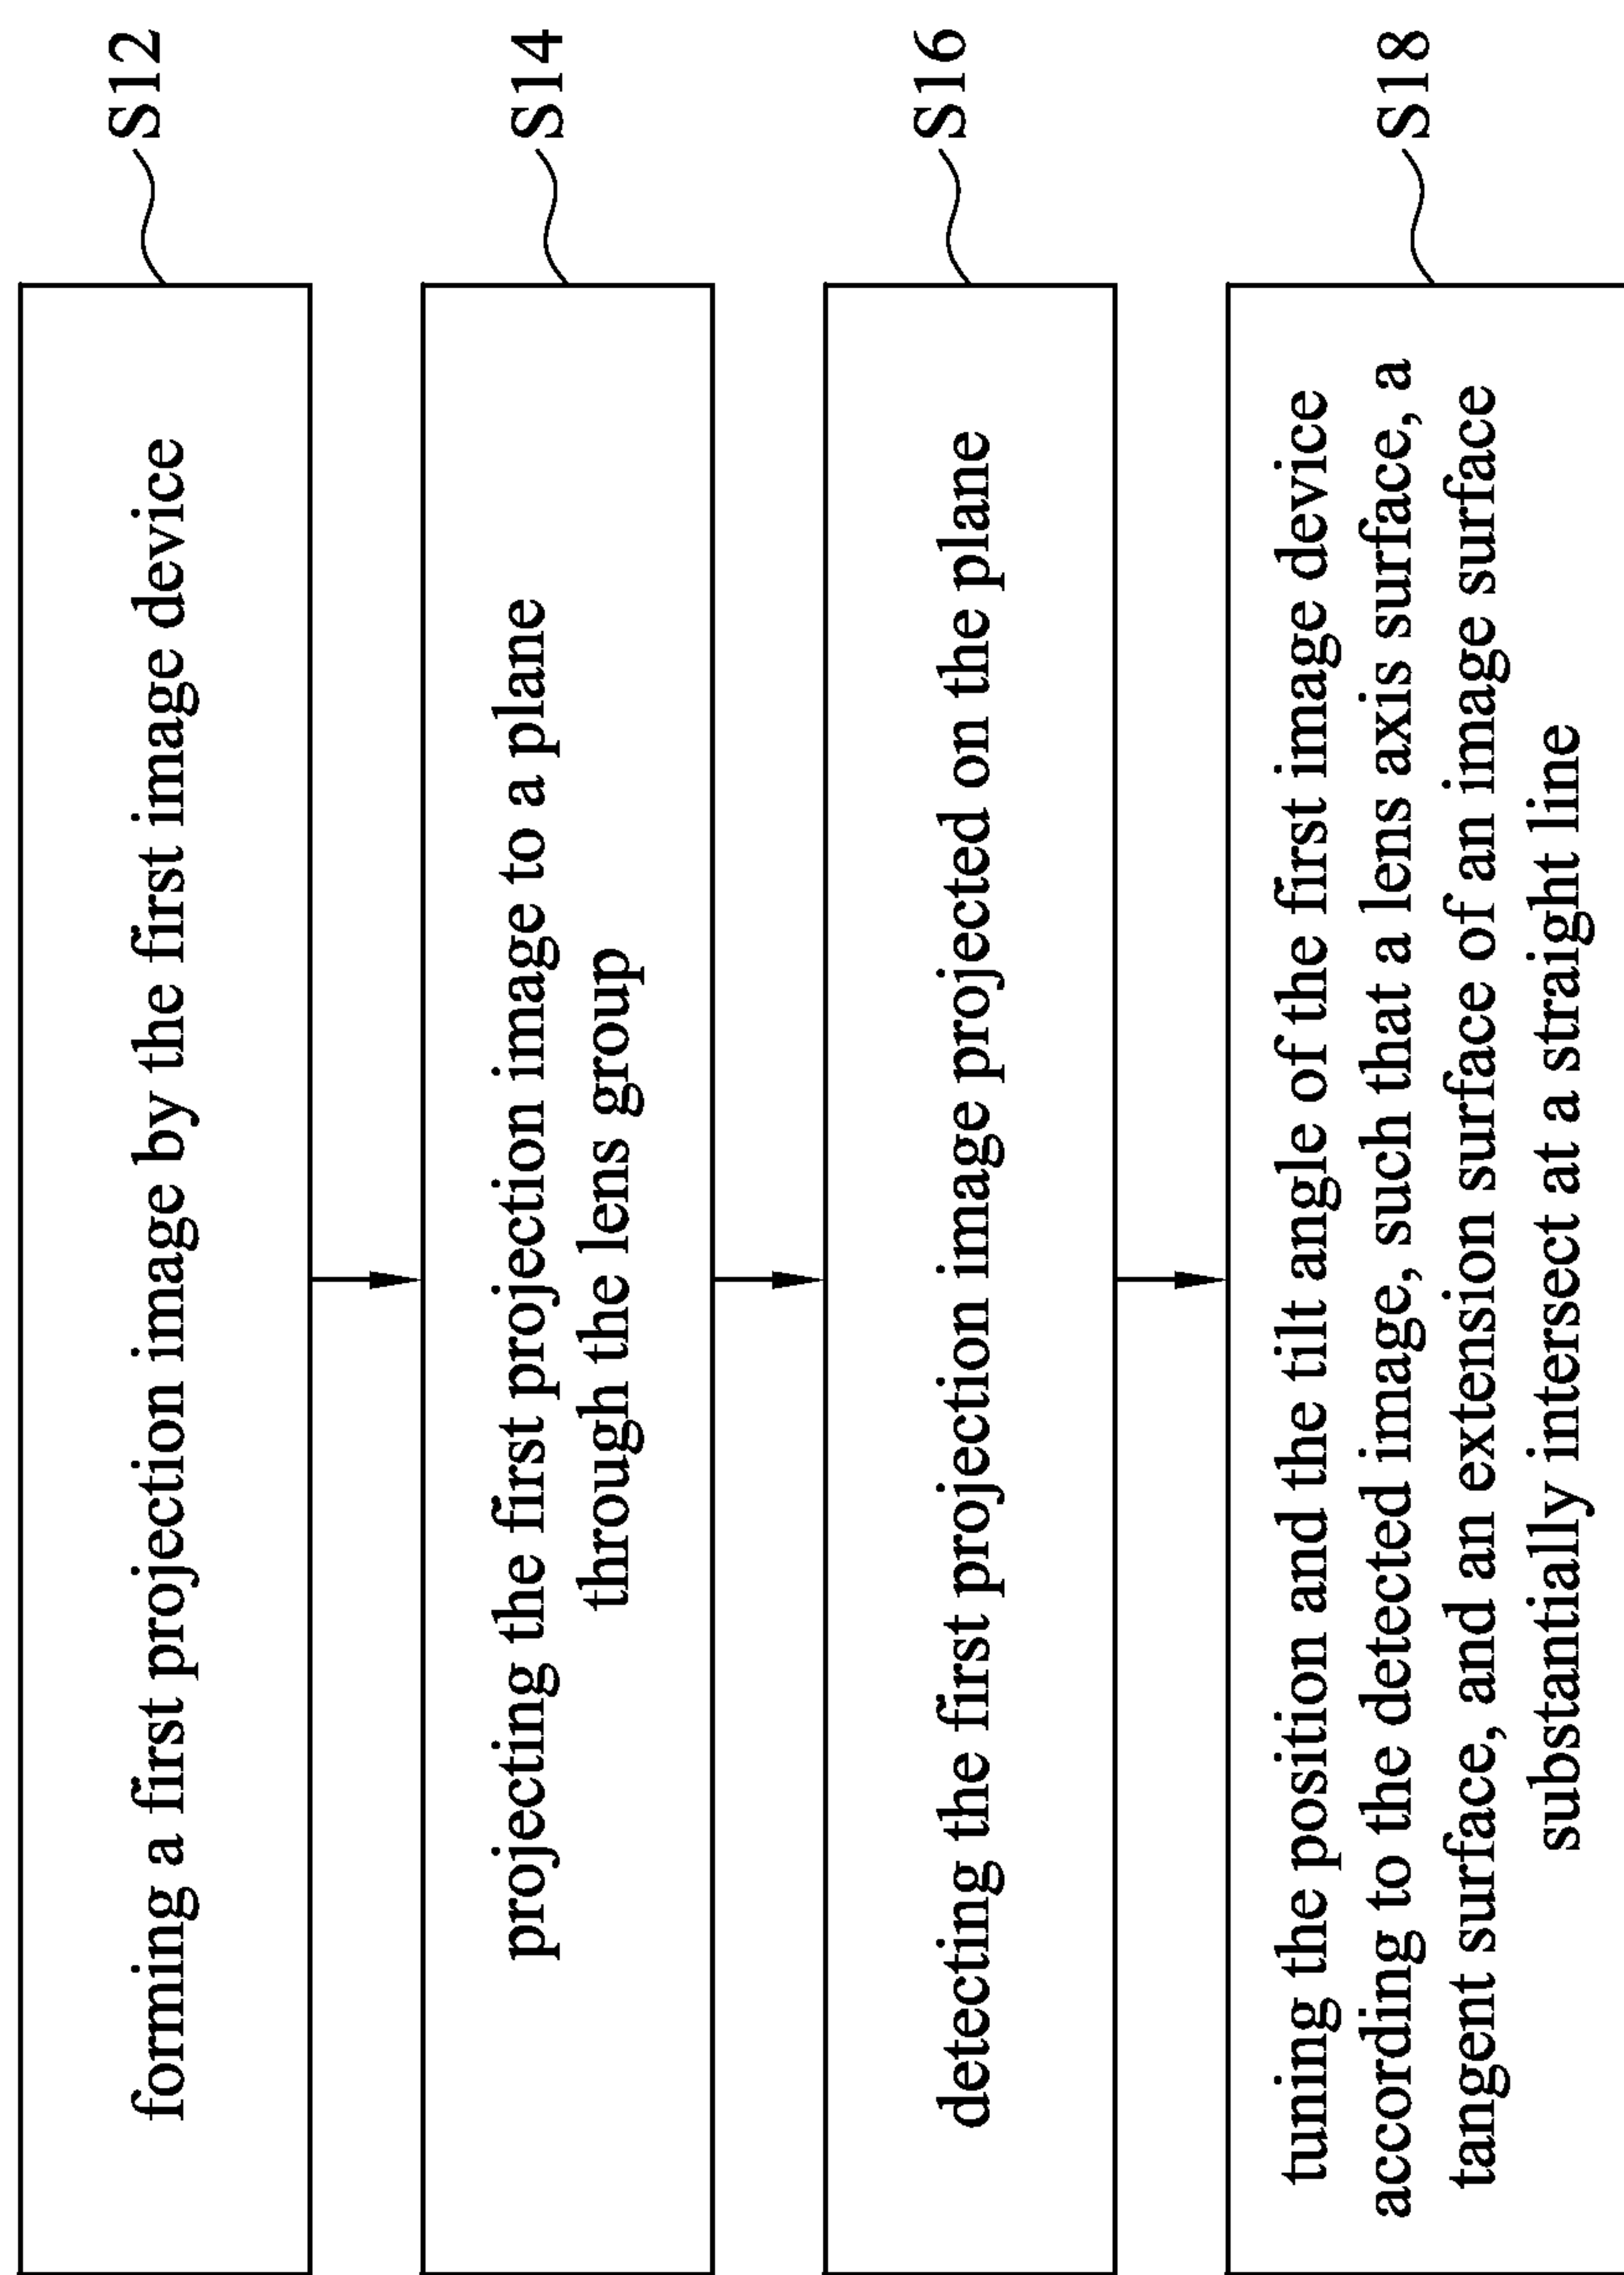 forming a first projection image by the first image device
S12
projecting the first projection image to a plane
through the lens group
S14
detecting the first projection image projected on the plane
S16
tuning the position and the tilt angle of the first image device
according to the detected image, such that a lens axis surface, a
tangent surface, and an extension surface of an image surface
substantially intersect at a straight line
S18